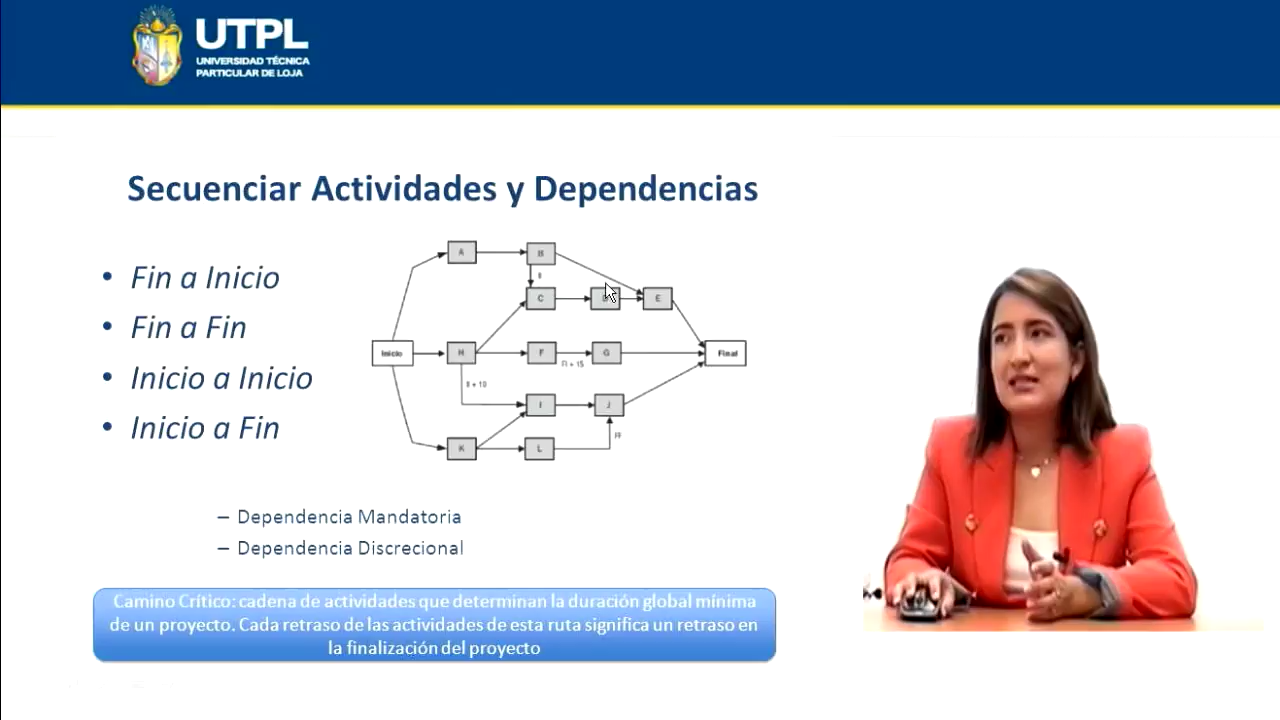 UTPL
UNIVERSIDAD TÉCNICA
PARTICULAR DE LOJA
Secuenciar Actividades y Dependencias
• Fin a Inicio
• Fin a Fin
• Inicio a Inicio
• Inicio a Fin
A
B
C
E
Inicio
H
F
G
Final
FI + 15
II + 10
I
J
K
L
FF
– Dependencia Mandatoria
– Dependencia Discrecional
Camino Crítico: cadena de actividades que determinan la duración global mínima
de un proyecto. Cada retraso de las actividades de esta ruta significa un retraso en
la finalización del proyecto